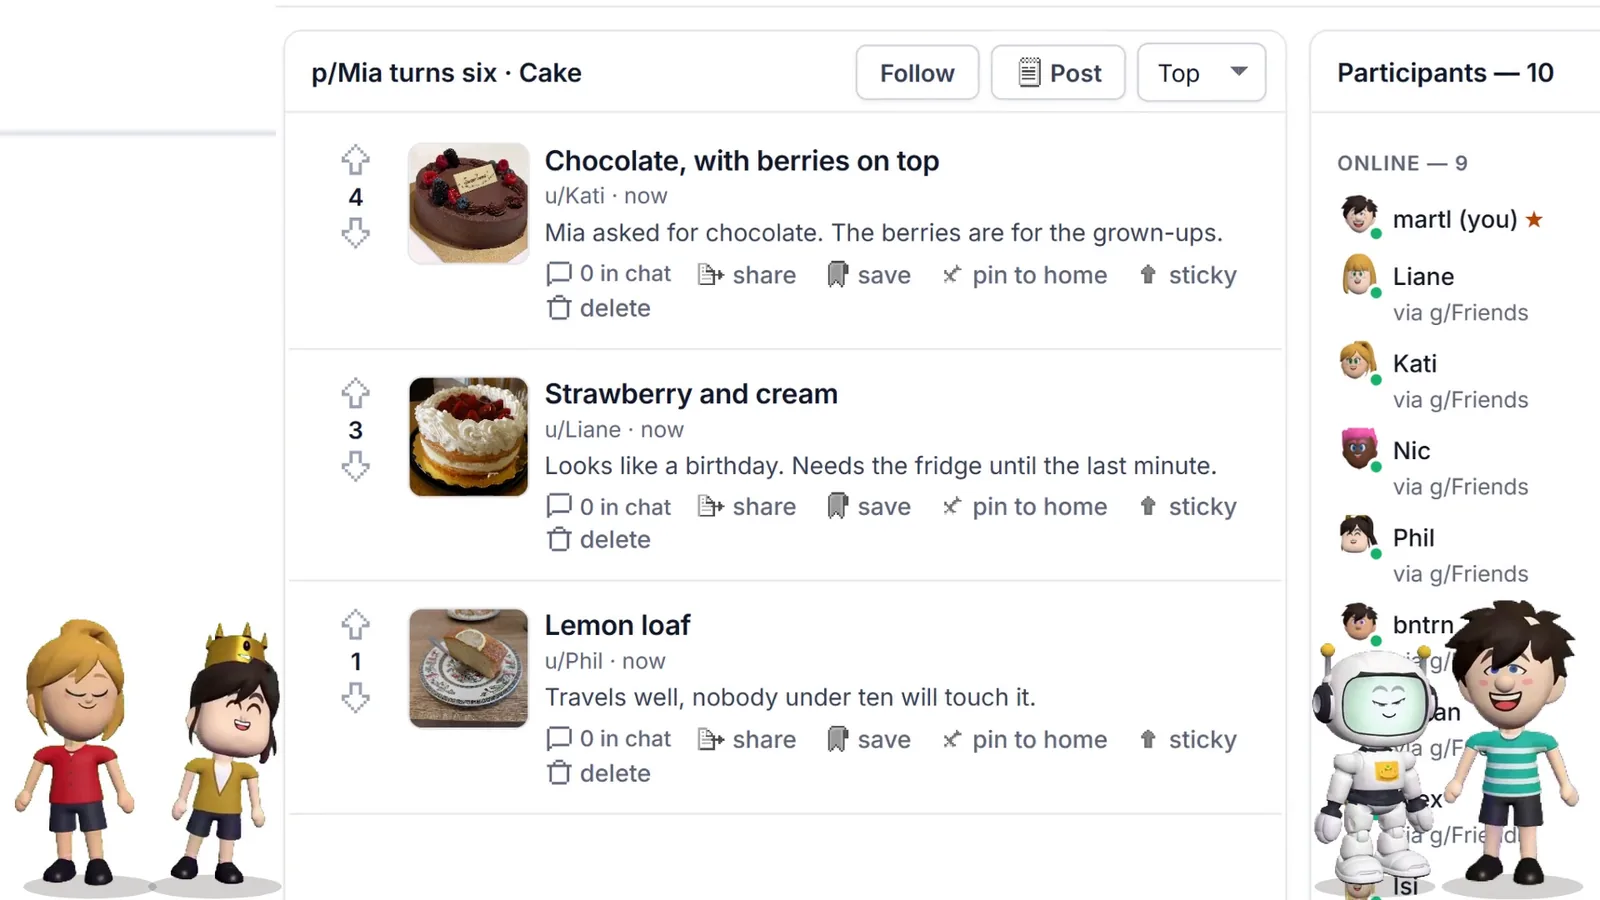 p/Mia turns six · Cake
Follow
Post
Top
4
Chocolate, with berries on top
u/Kati · now
Mia asked for chocolate. The berries are for the grown-ups.
0 in chat share save pin to home sticky
delete
3
Strawberry and cream
u/Liane · now
Looks like a birthday. Needs the fridge until the last minute.
0 in chat share save pin to home sticky
delete
1
Lemon loaf
u/Phil · now
Travels well, nobody under ten will touch it.
0 in chat share save pin to home sticky
delete
Participants — 10
ONLINE — 9
martl (you)
Liane
via g/Friends
Kati
via g/Friends
Nic
via g/Friends
Phil
via g/Friends
bntrn
lsi